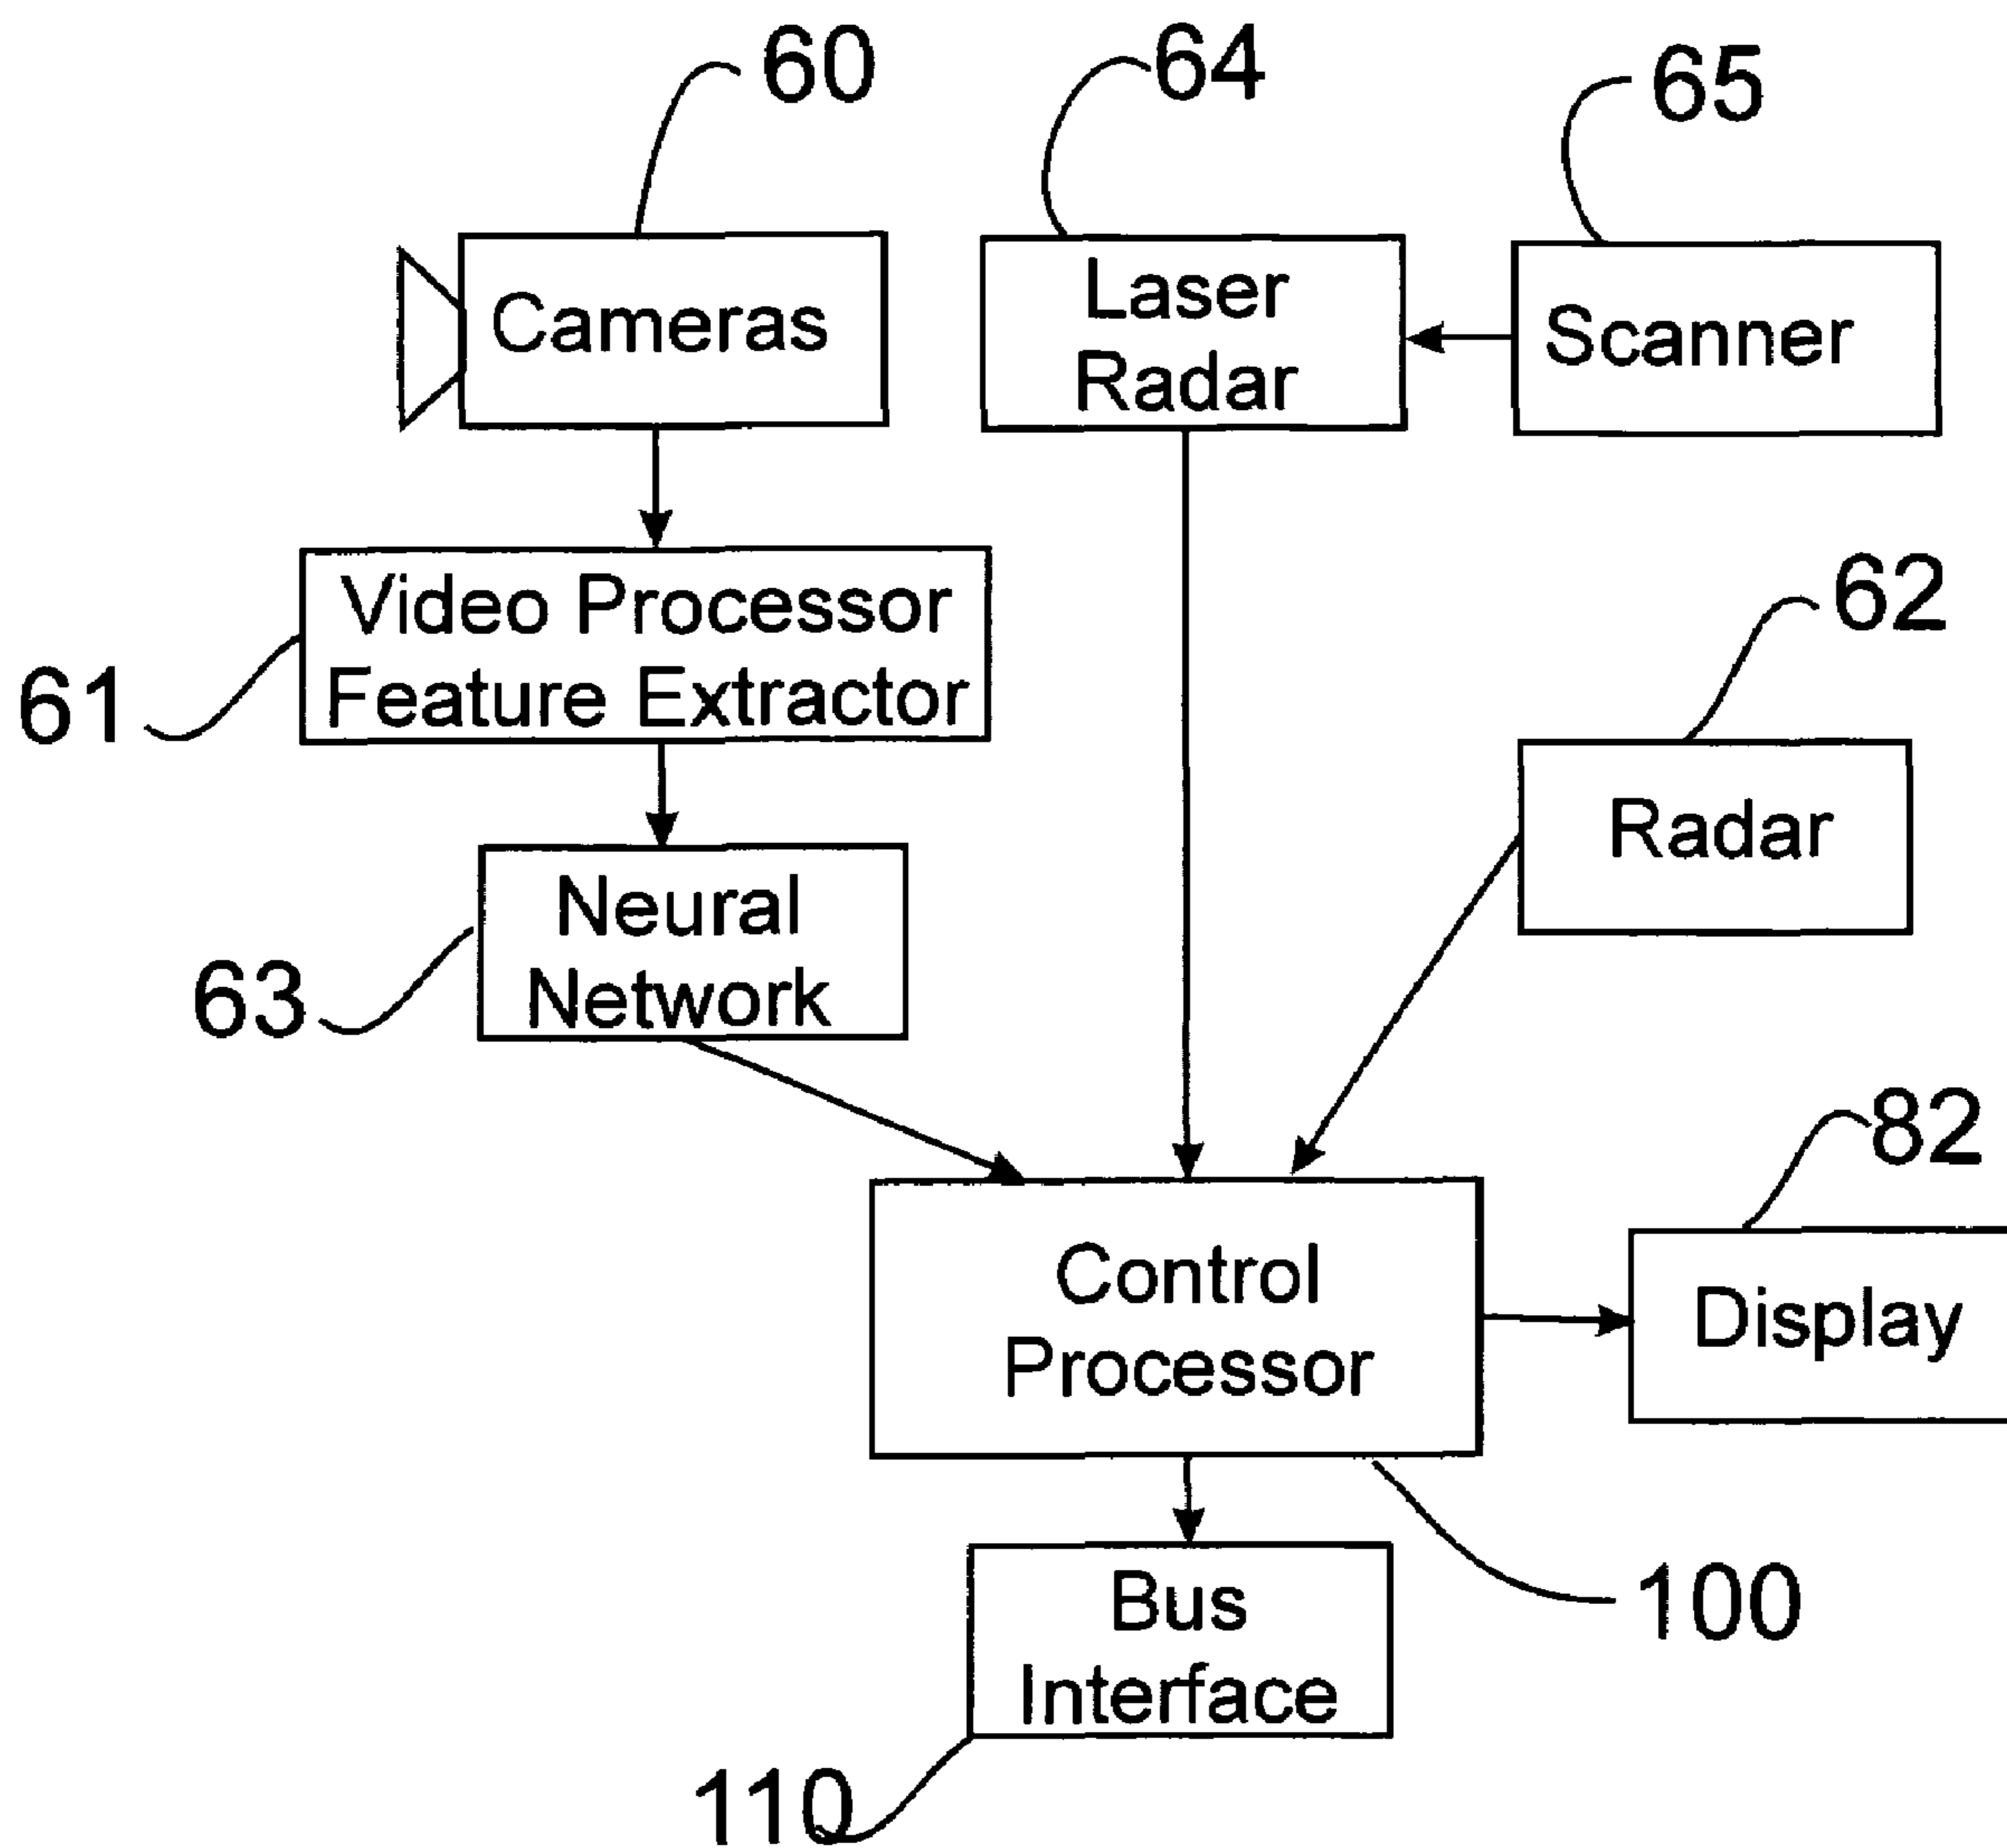 60
64
65
Cameras
Laser
Radar
Scanner
Video Processor
Feature Extractor
61
62
Radar
Neural
Network
63
82
Control
Processor
Display
100
Bus
Interface
110